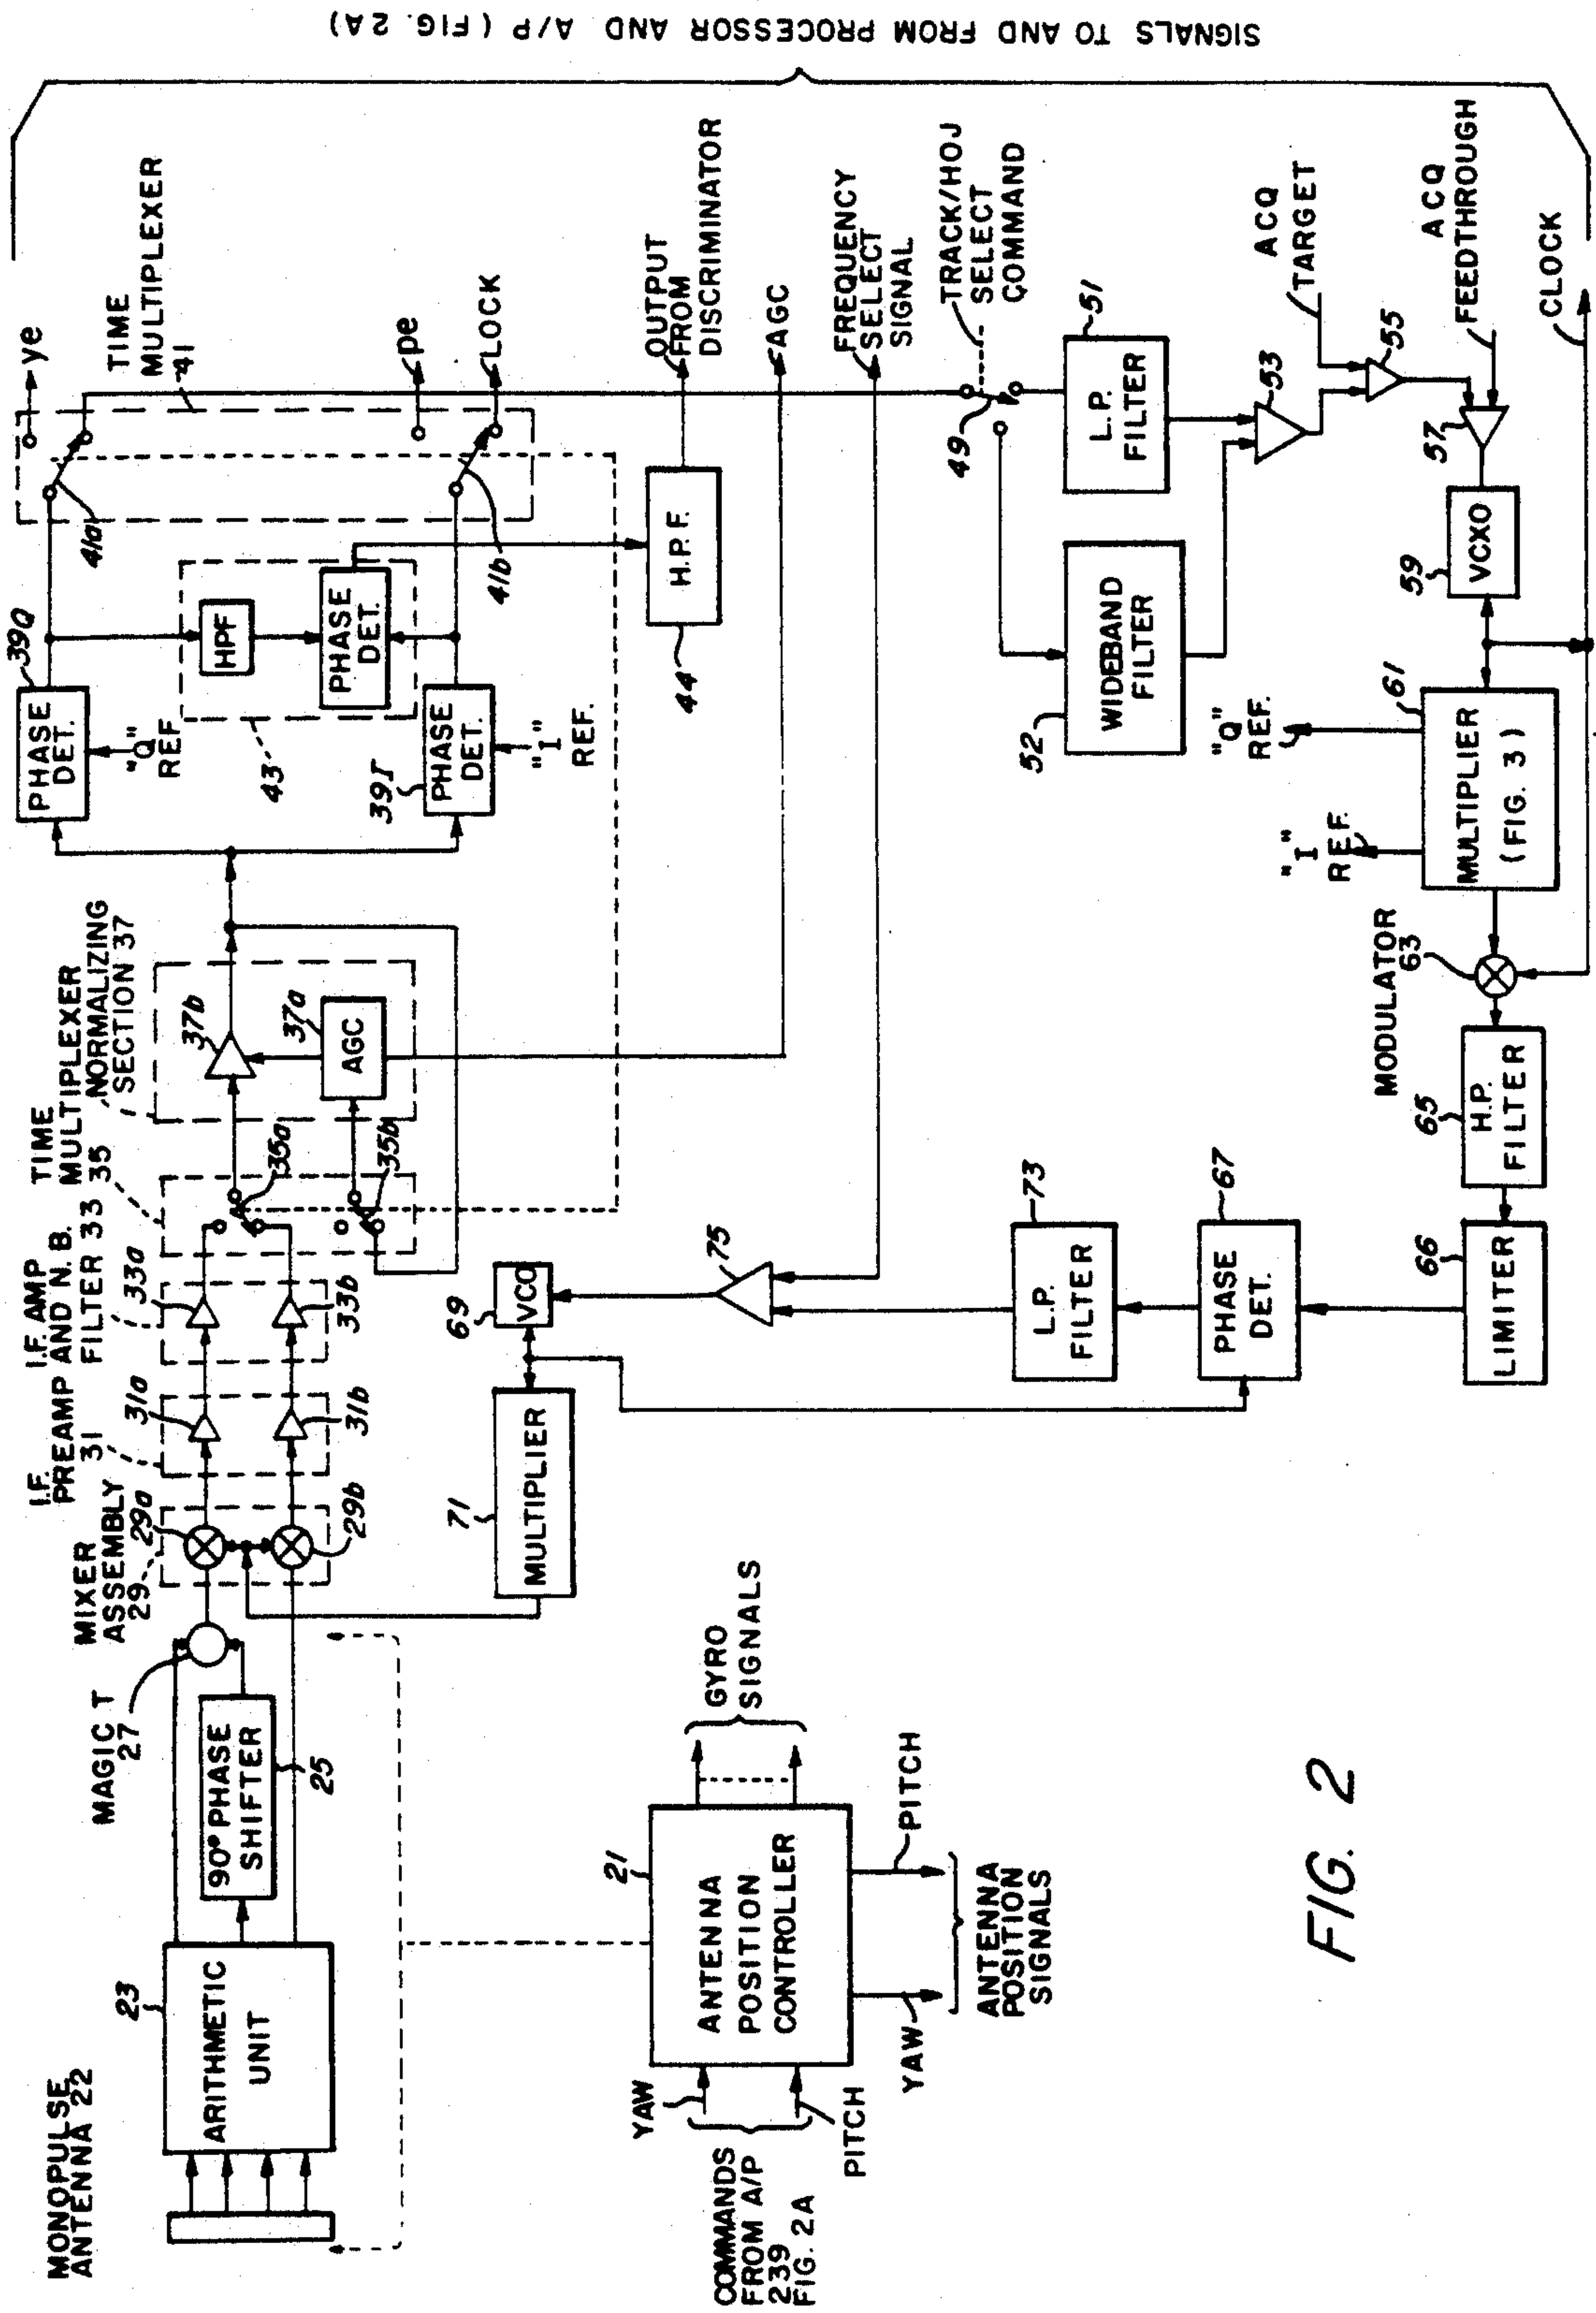 MONOPULSE
ANTENNA 22
23
ARITHMETIC
UNIT
90° PHASE
SHIFTER
25
MAGIC T
27
MIXER
ASSEMBLY
29
29a
29b
I.F.
PREAMP
31
31a
31b
I.F. AMP
AND N. B.
FILTER 33
33a
33b
TIME
MULTIPLEXER
35
35a
35b
NORMALIZING
SECTION 37
37b
37a
AGC
PHASE
DET.
39Q
"Q"
REF.
43
HPF
PHASE
DET.
PHASE
DET.
39I
"I"
REF.
41a
41b
TIME
MULTIPLEXER
41
ye
pe
LOCK
H.P.F.
44
OUTPUT
FROM
DISCRIMINATOR
AGC
FREQUENCY
SELECT
SIGNAL
TRACK/HOJ
SELECT
COMMAND
49
L.P.
FILTER
51
WIDEBAND
FILTER
52
53
ACQ
TARGET
55
ACQ
FEEDTHROUGH
57
VCXO
59
CLOCK
MULTIPLIER
(FIG. 3)
61
"Q"
REF.
"I"
REF.
MODULATOR
63
H.P.
FILTER
65
LIMITER
66
PHASE
DET.
67
L.P.
FILTER
73
75
VCO
69
MULTIPLIER
71
COMMANDS
FROM A/P
239
FIG. 2A
YAW
PITCH
ANTENNA
POSITION
CONTROLLER
21
GYRO
SIGNALS
YAW
PITCH
ANTENNA
POSITION
SIGNALS
SIGNALS TO AND FROM PROCESSOR AND A/P (FIG. 2A)
FIG. 2